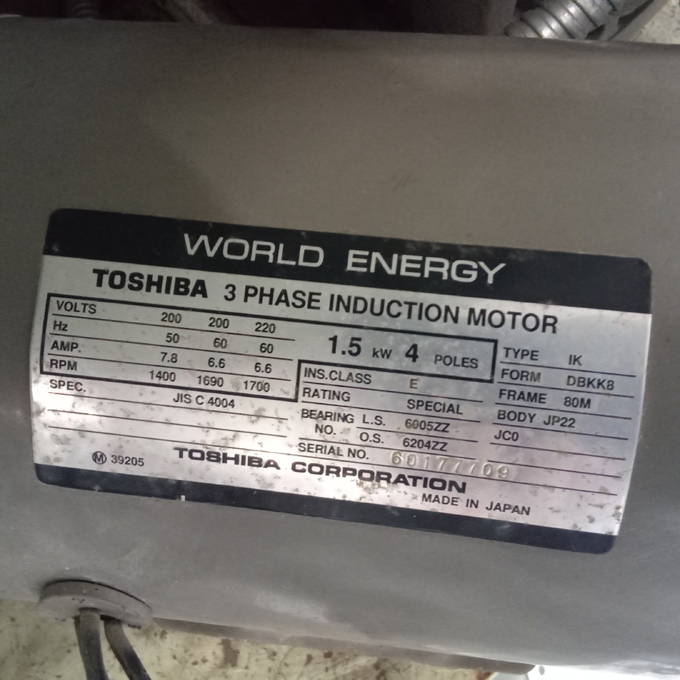 WORLD ENERGY
TOSHIBA 3 PHASE INDUCTION MOTOR
VOLTS 200 200 220
Hz 50 60 60
AMP. 7.8 6.6 6.6
RPM 1400 1690 1700
SPEC. JIS C 4004
1.5 kW 4 POLES
INS.CLASS E
RATING SPECIAL
BEARING L.S. 6005ZZ
NO. O.S. 6204ZZ
SERIAL NO. 60177709
TYPE IK
FORM DBKK8
FRAME 80M
BODY JP22
JC0
M 39205
TOSHIBA CORPORATION
MADE IN JAPAN